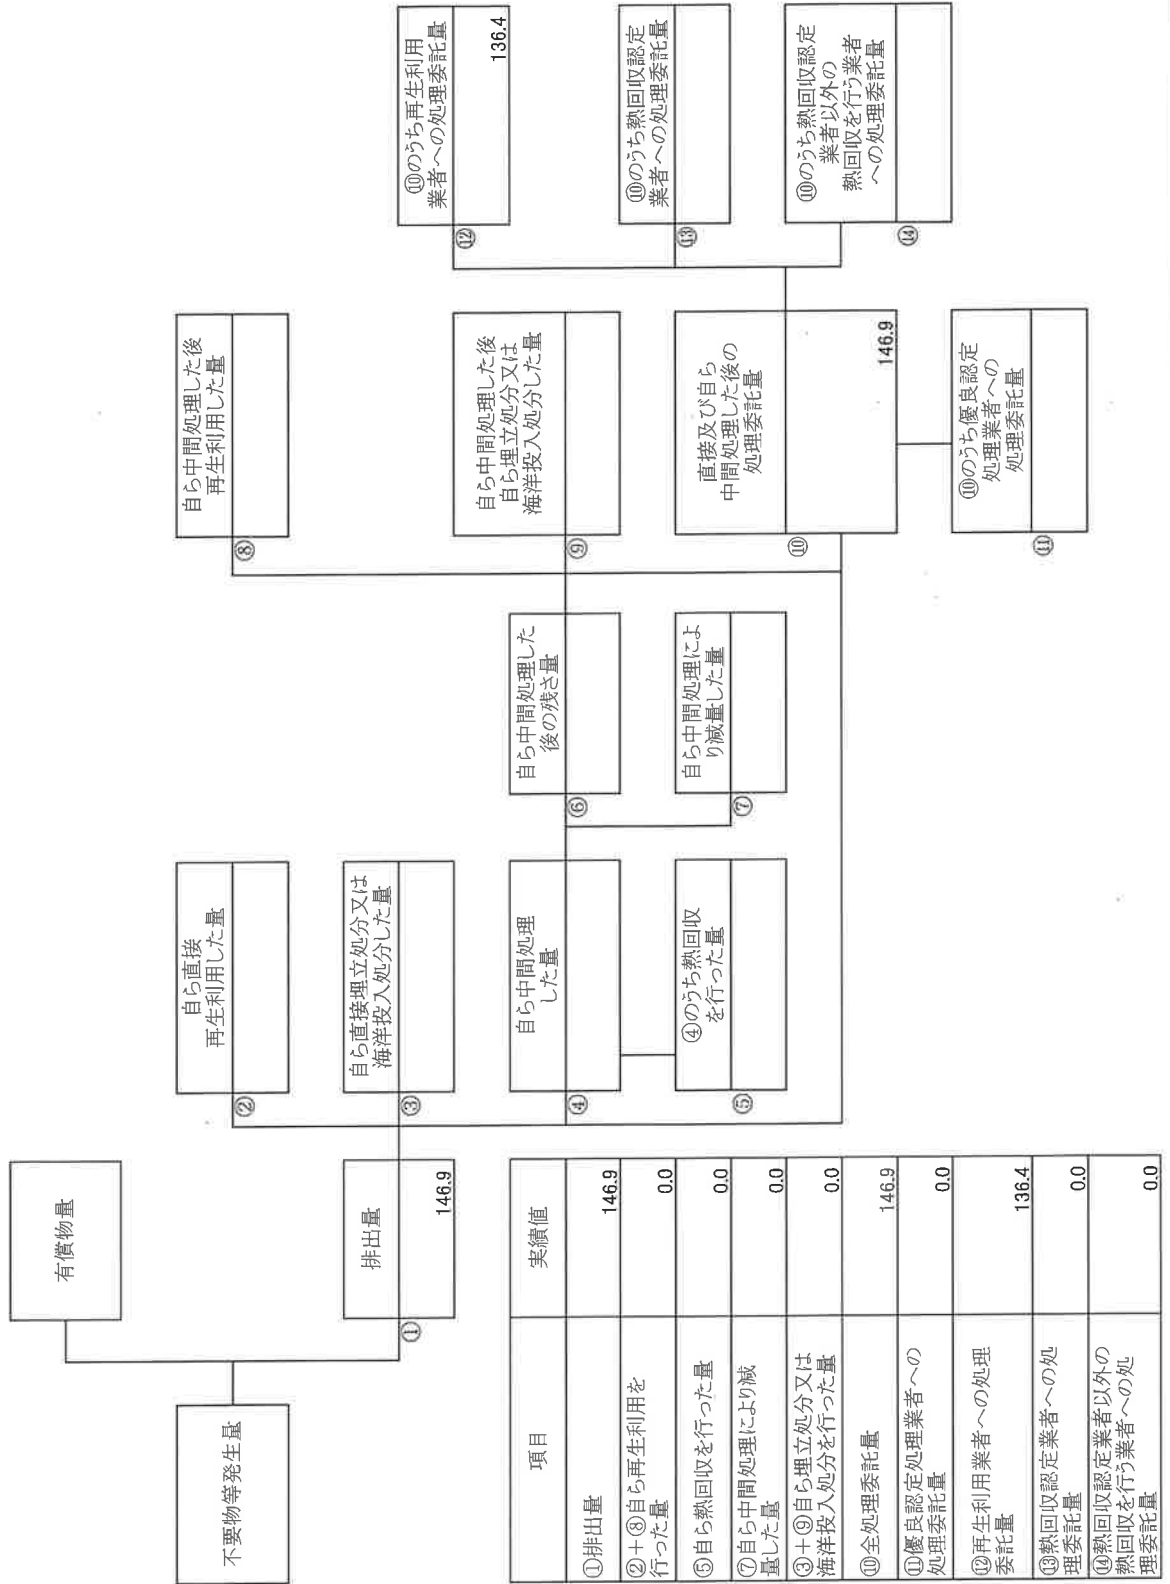 不要物等発生量
有償物量
排出量
①
146.9
自ら直接
再生利用した量
②
自ら直接埋立処分又は
海洋投入処分した量
③
自ら中間処理
した量
④
④のうち熱回収
を行った量
⑤
自ら中間処理した
後の残さ量
⑥
自ら中間処理によ
り減量した量
⑦
自ら中間処理した後
再生利用した量
⑧
自ら中間処理した後
自ら埋立処分又は
海洋投入処分した量
⑨
直接及び自ら
中間処理した後の
処理委託量
⑩
146.9
⑩のうち優良認定
処理業者への
処理委託量
⑪
⑩のうち再生利用
業者への処理委託量
⑫
136.4
⑩のうち熱回収認定
業者への処理委託量
⑬
⑩のうち熱回収認定
業者以外の
熱回収を行う業者
への処理委託量
⑭
項目 実績値
①排出量 146.9
②+⑧自ら再生利用を
行った量 0.0
⑤自ら熱回収を行った量 0.0
⑦自ら中間処理により減
量した量 0.0
③+⑨自ら埋立処分又は
海洋投入処分を行った量 0.0
⑩全処理委託量 146.9
⑪優良認定処理業者への
処理委託量 0.0
⑫再生利用業者への処理
委託量 136.4
⑬熱回収認定業者への処
理委託量 0.0
⑭熱回収認定業者以外の
熱回収を行う業者への処
理委託量 0.0